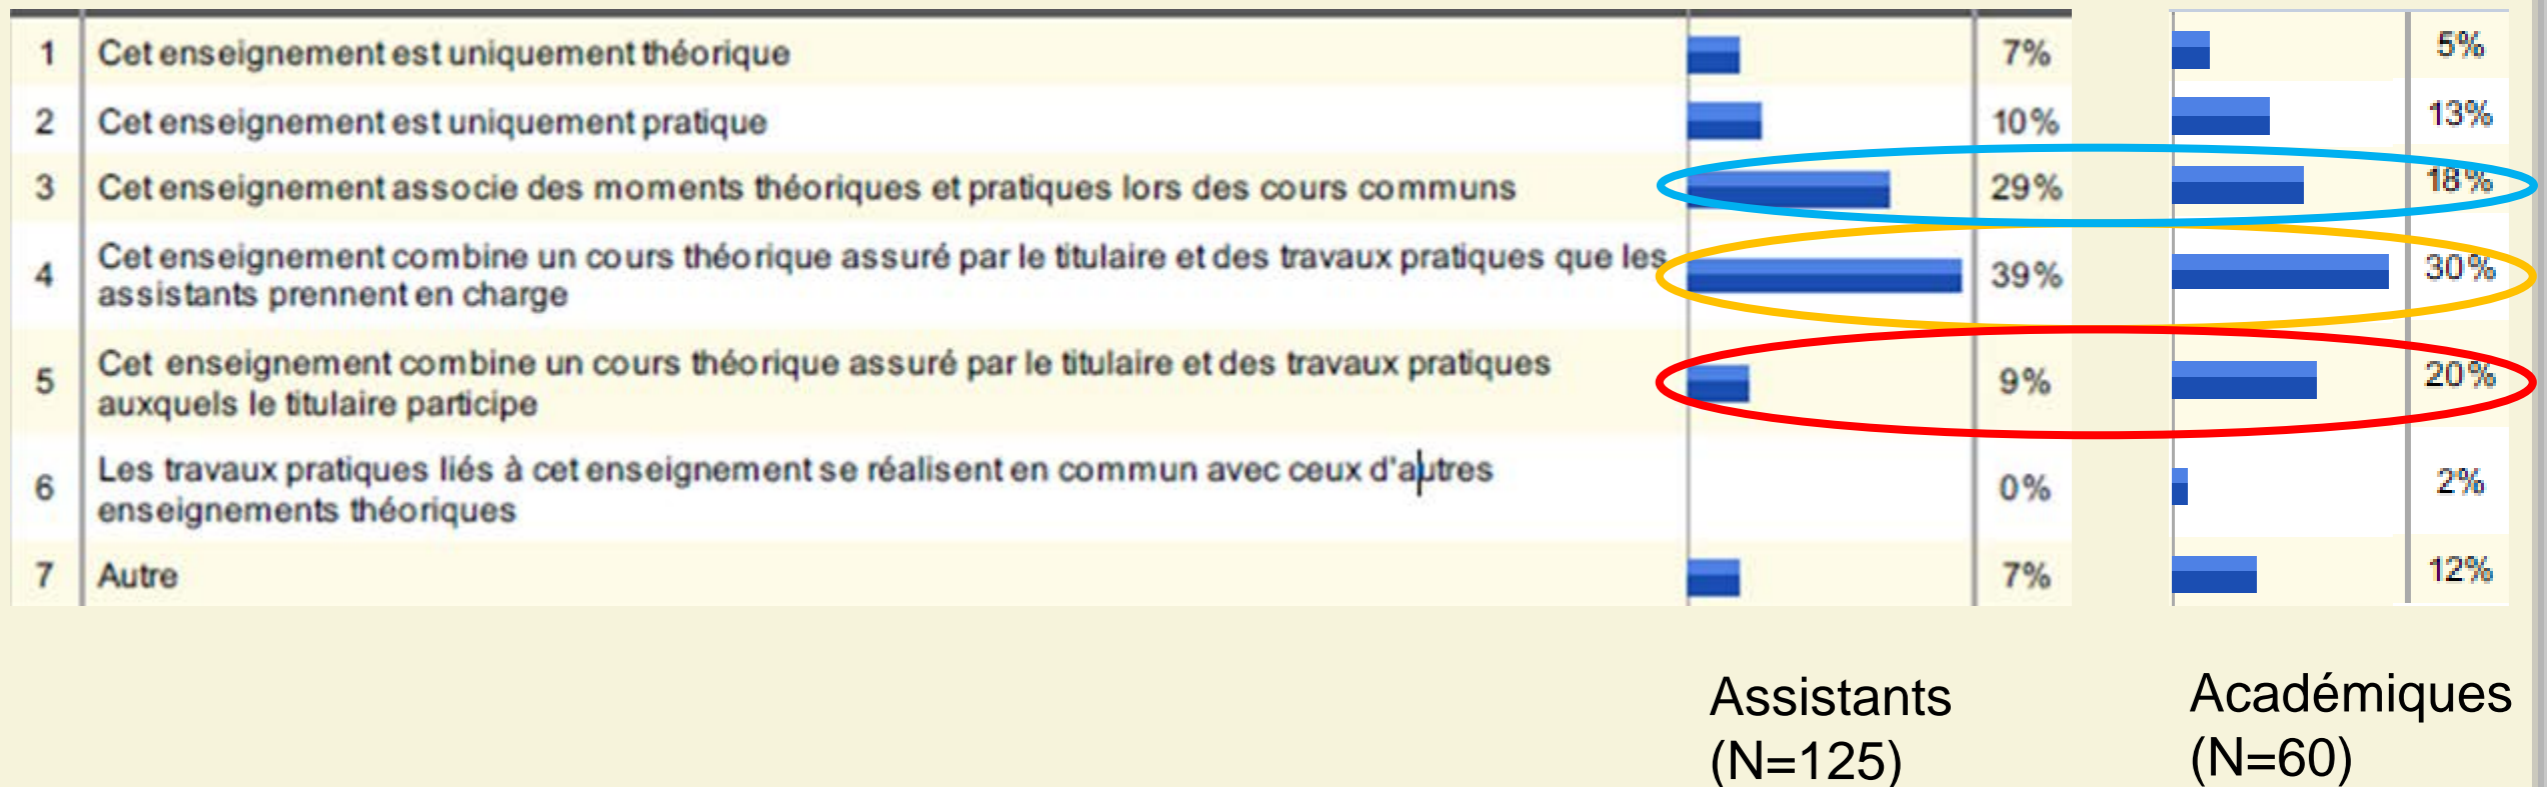 1 Cet enseignement est uniquement théorique 7% 5%
2 Cet enseignement est uniquement pratique 10% 13%
3 Cet enseignement associe des moments théoriques et pratiques lors des cours communs 29% 18%
4 Cet enseignement combine un cours théorique assuré par le titulaire et des travaux pratiques que les
assistants prennent en charge 39% 30%
5 Cet enseignement combine un cours théorique assuré par le titulaire et des travaux pratiques
auxquels le titulaire participe 9% 20%
6 Les travaux pratiques liés à cet enseignement se réalisent en commun avec ceux d'autres
enseignements théoriques 0% 2%
7 Autre 7% 12%
Assistants
(N=125)
Académiques
(N=60)